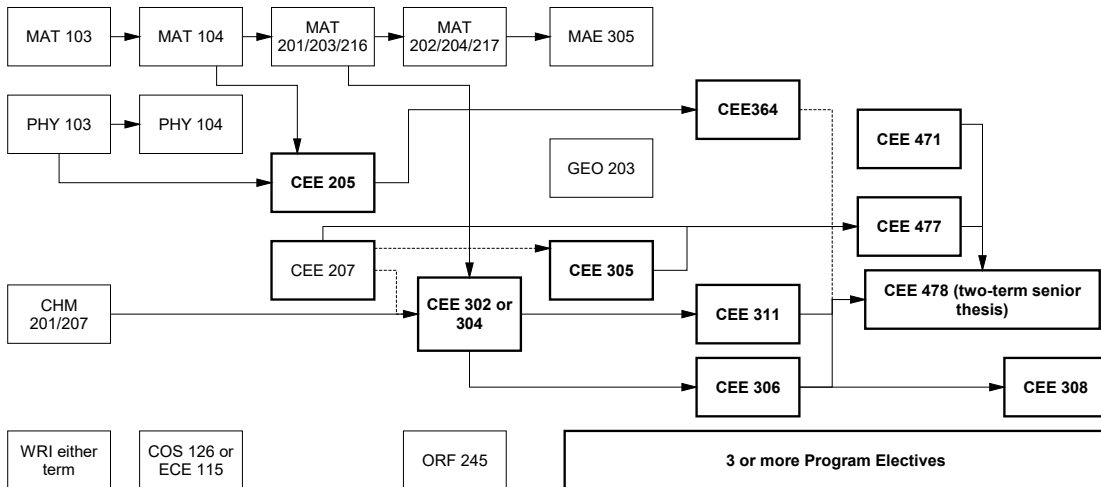 MAT 103
MAT 104
MAT
201/203/216
MAT
202/204/217
MAE 305
PHY 103
PHY 104
CEE364
CEE 471
CEE 205
GEO 203
CEE 477
CEE 207
CEE 305
CHM
201/207
CEE 302 or
304
CEE 311
CEE 478 (two-term senior
thesis)
CEE 306
CEE 308
WRI either
term
COS 126 or
ECE 115
ORF 245
3 or more Program Electives